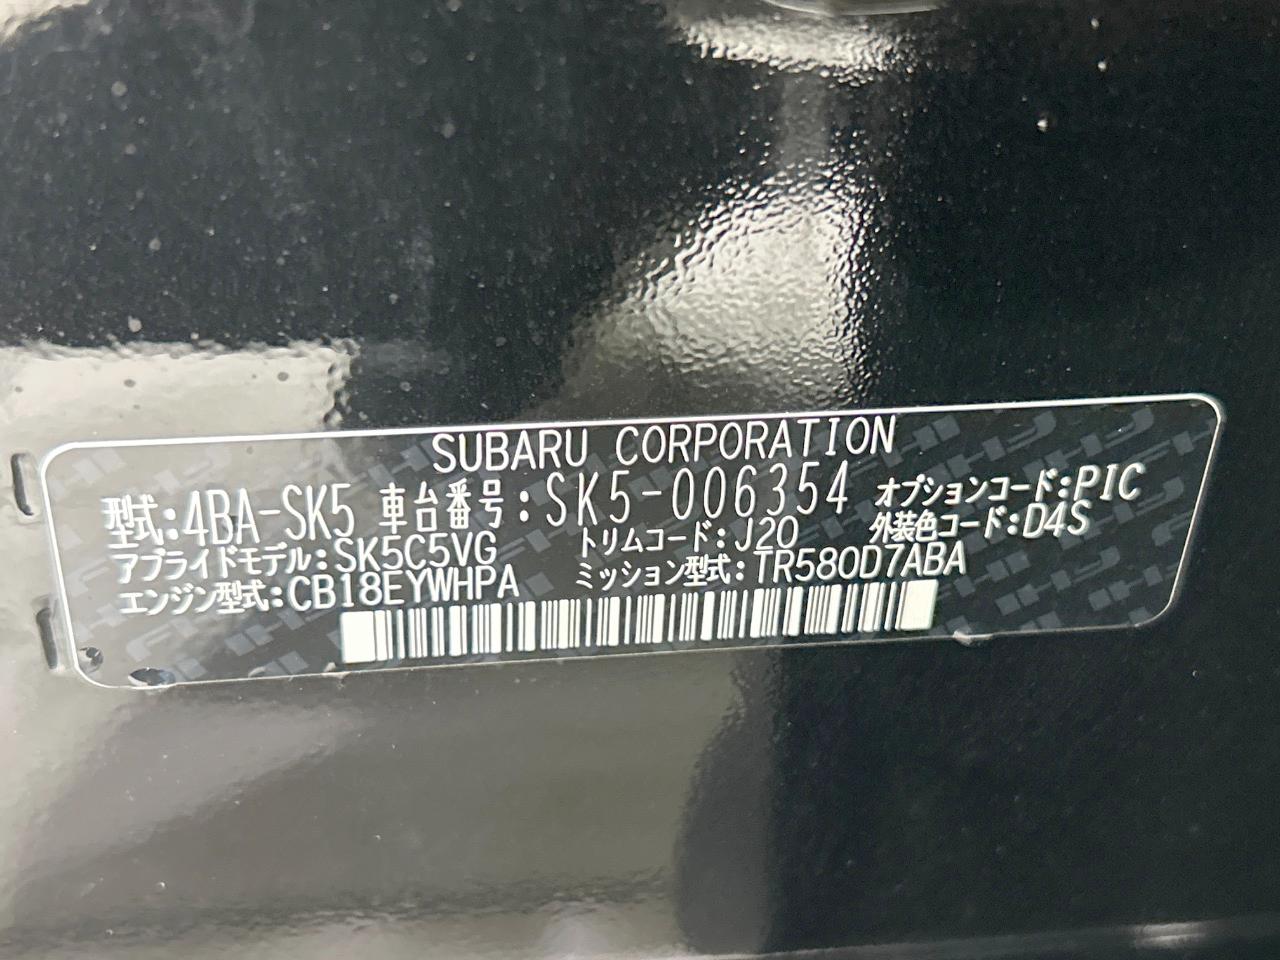 SUBARU CORPORATION
型式:4BA-SK5 車台番号:SK5-006354 オプションコード:PIC
アプライドモデル:SK5C5VG トリムコード:J20 外装色コード:D4S
エンジン型式:CB18EYWHPA ミッション型式:TR580D7ABA